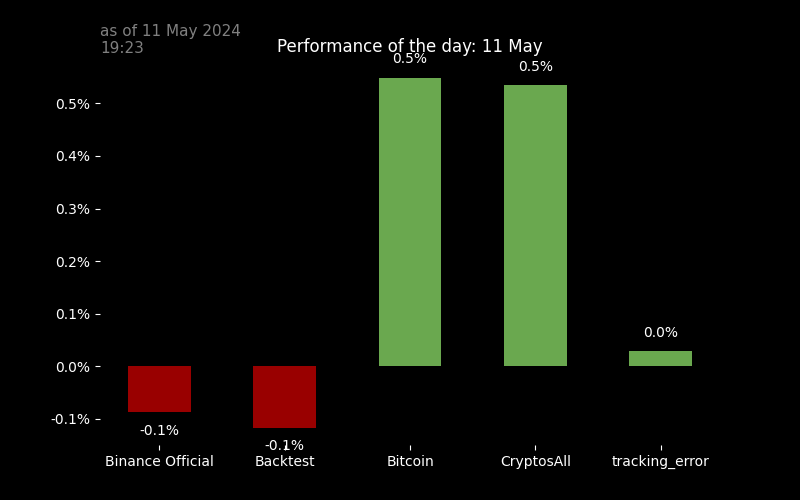 as of 11 May 2024
19:23
Performance of the day: 11 May
0.5%
0.5%
0.5%
0.4%
0.3%
0.2%
0.1%
0.0%
0.0%
-0.1%
-0.1%
-0.1%
Binance Official
Backtest
Bitcoin
CryptosAll
tracking_error